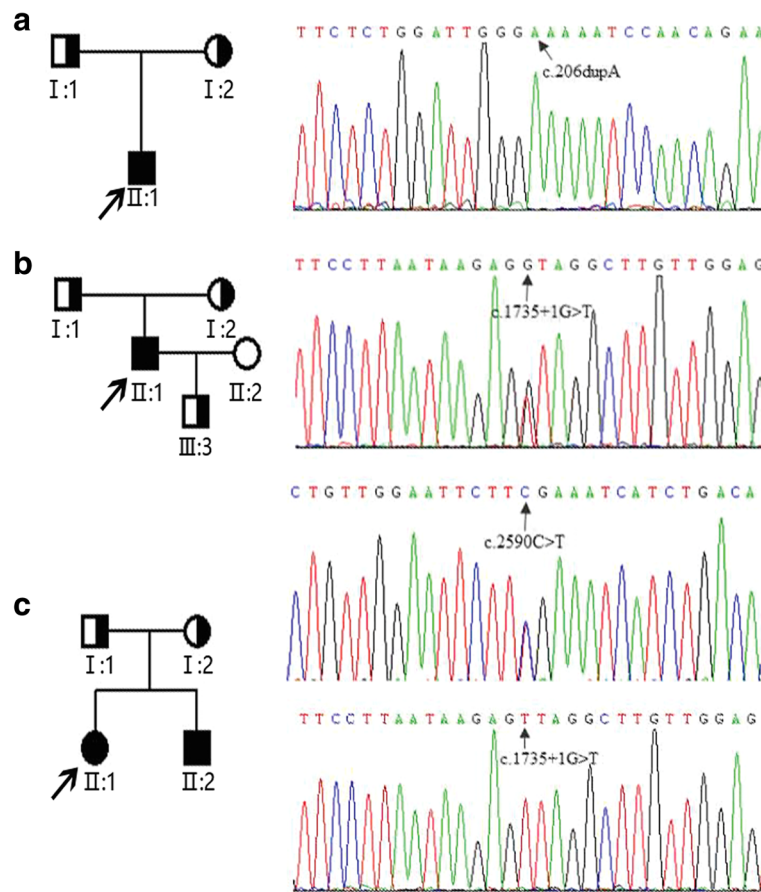 a
I:1
I:2
II:1
T T C T C T G G A T T G G G A A A A A T C C A A C A G A A
c.206dupA
b
I:1
I:2
II:1
II:2
III:3
T T C C T T A A T A A G A G G T A G G C T T G T T G G A G
c.1735+1G>T
C T G T T G G A A T T C T T C G A A A T C A T C T G A C A
c.2590C>T
c
I:1
I:2
II:1
II:2
T T C C T T A A T A A G A G T T A G G C T T G T T G G A G
c.1735+1G>T